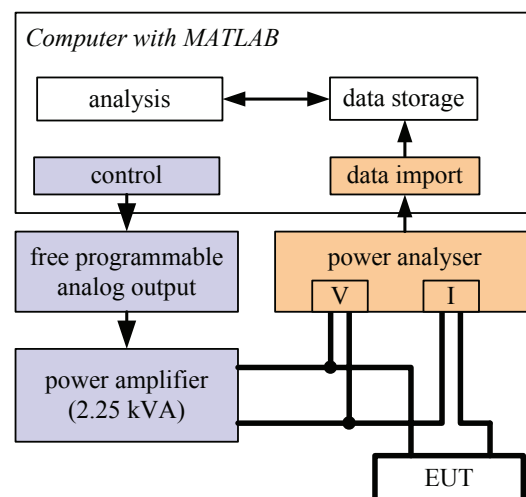 Computer with MATLAB
analysis
data storage
control
data import
free programmable
analog output
power analyser
V
I
power amplifier
(2.25 kVA)
EUT